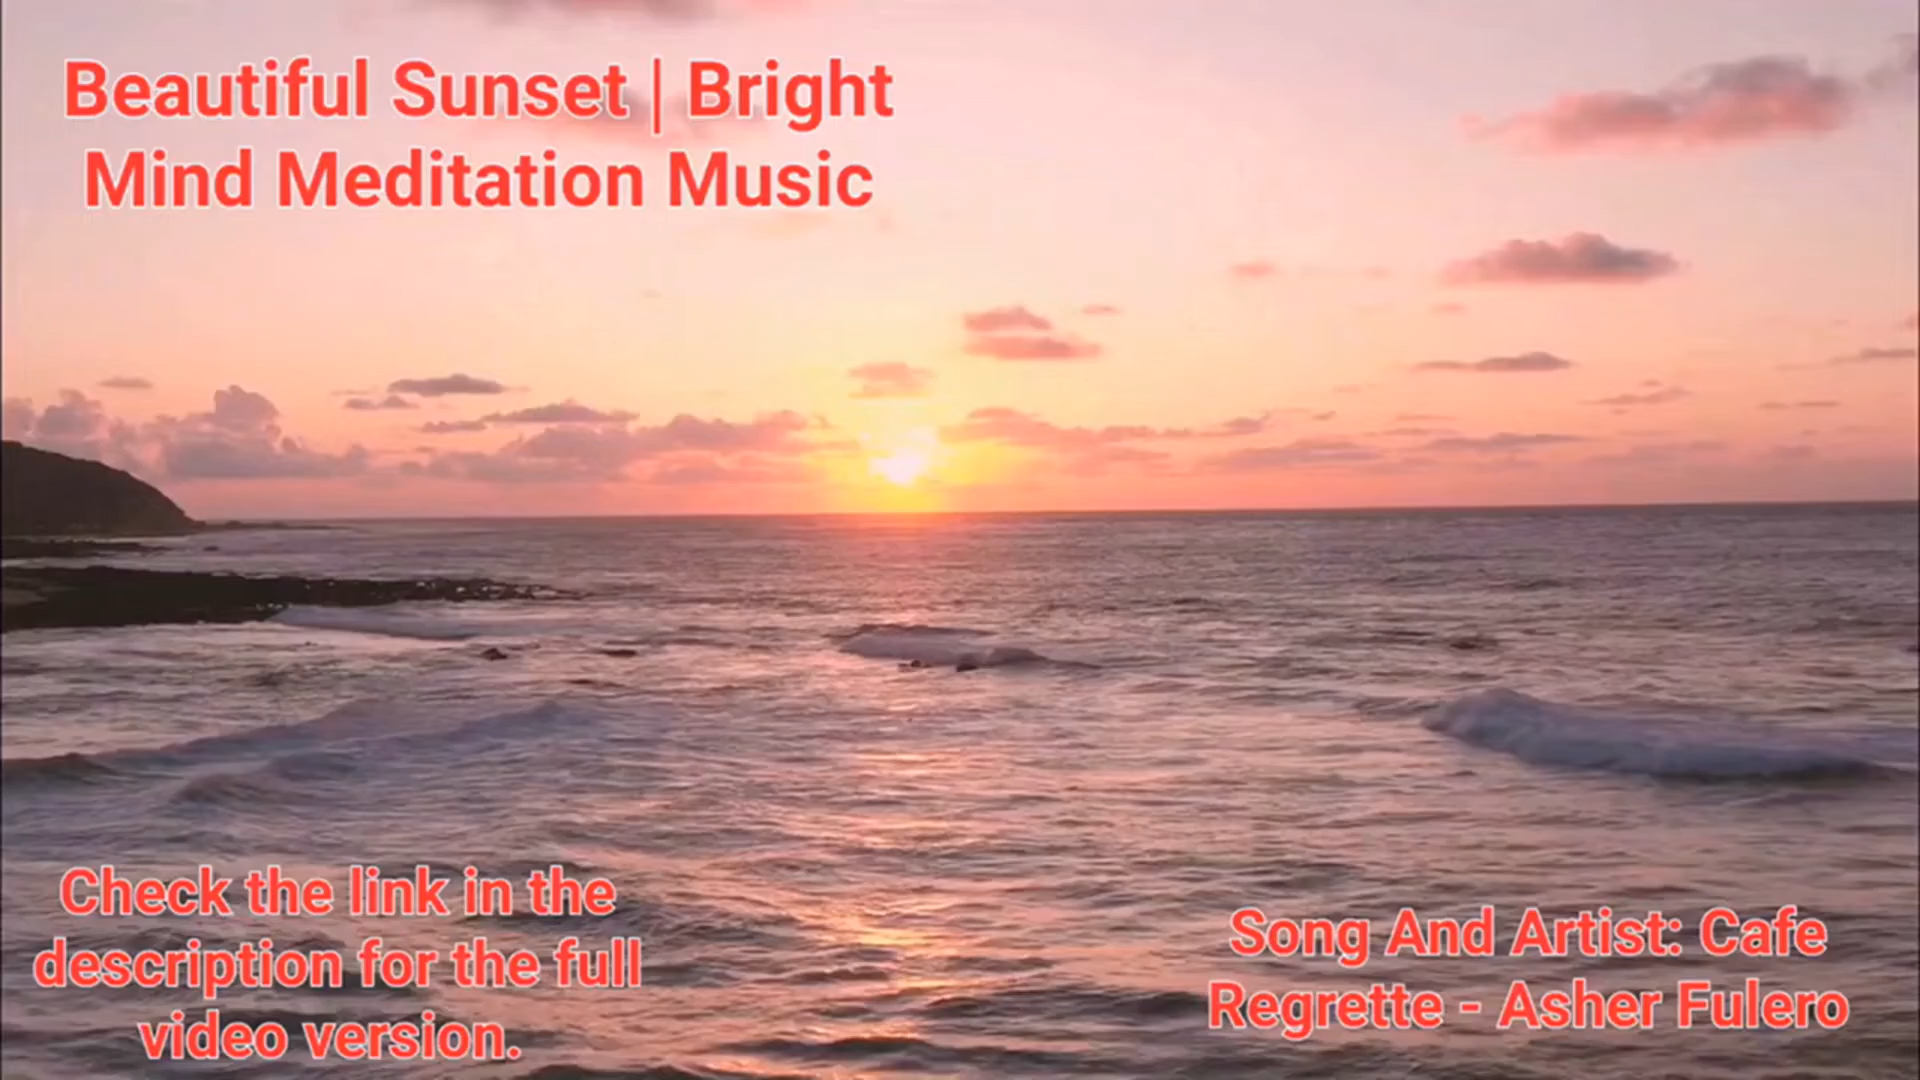 Beautiful Sunset | Bright
Mind Meditation Music
Check the link in the
description for the full
video version.
Song And Artist: Cafe
Regrette - Asher Fulero